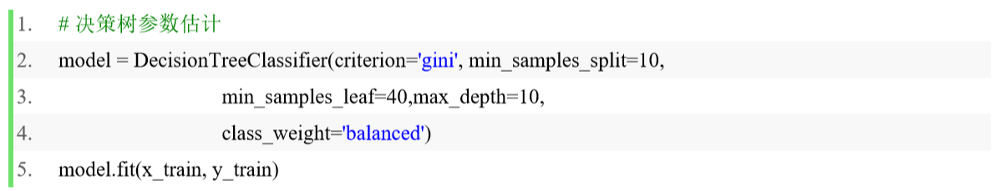 1. # 决策树参数估计
2. model = DecisionTreeClassifier(criterion='gini', min_samples_split=10,
3. min_samples_leaf=40,max_depth=10,
4. class_weight='balanced')
5. model.fit(x_train, y_train)